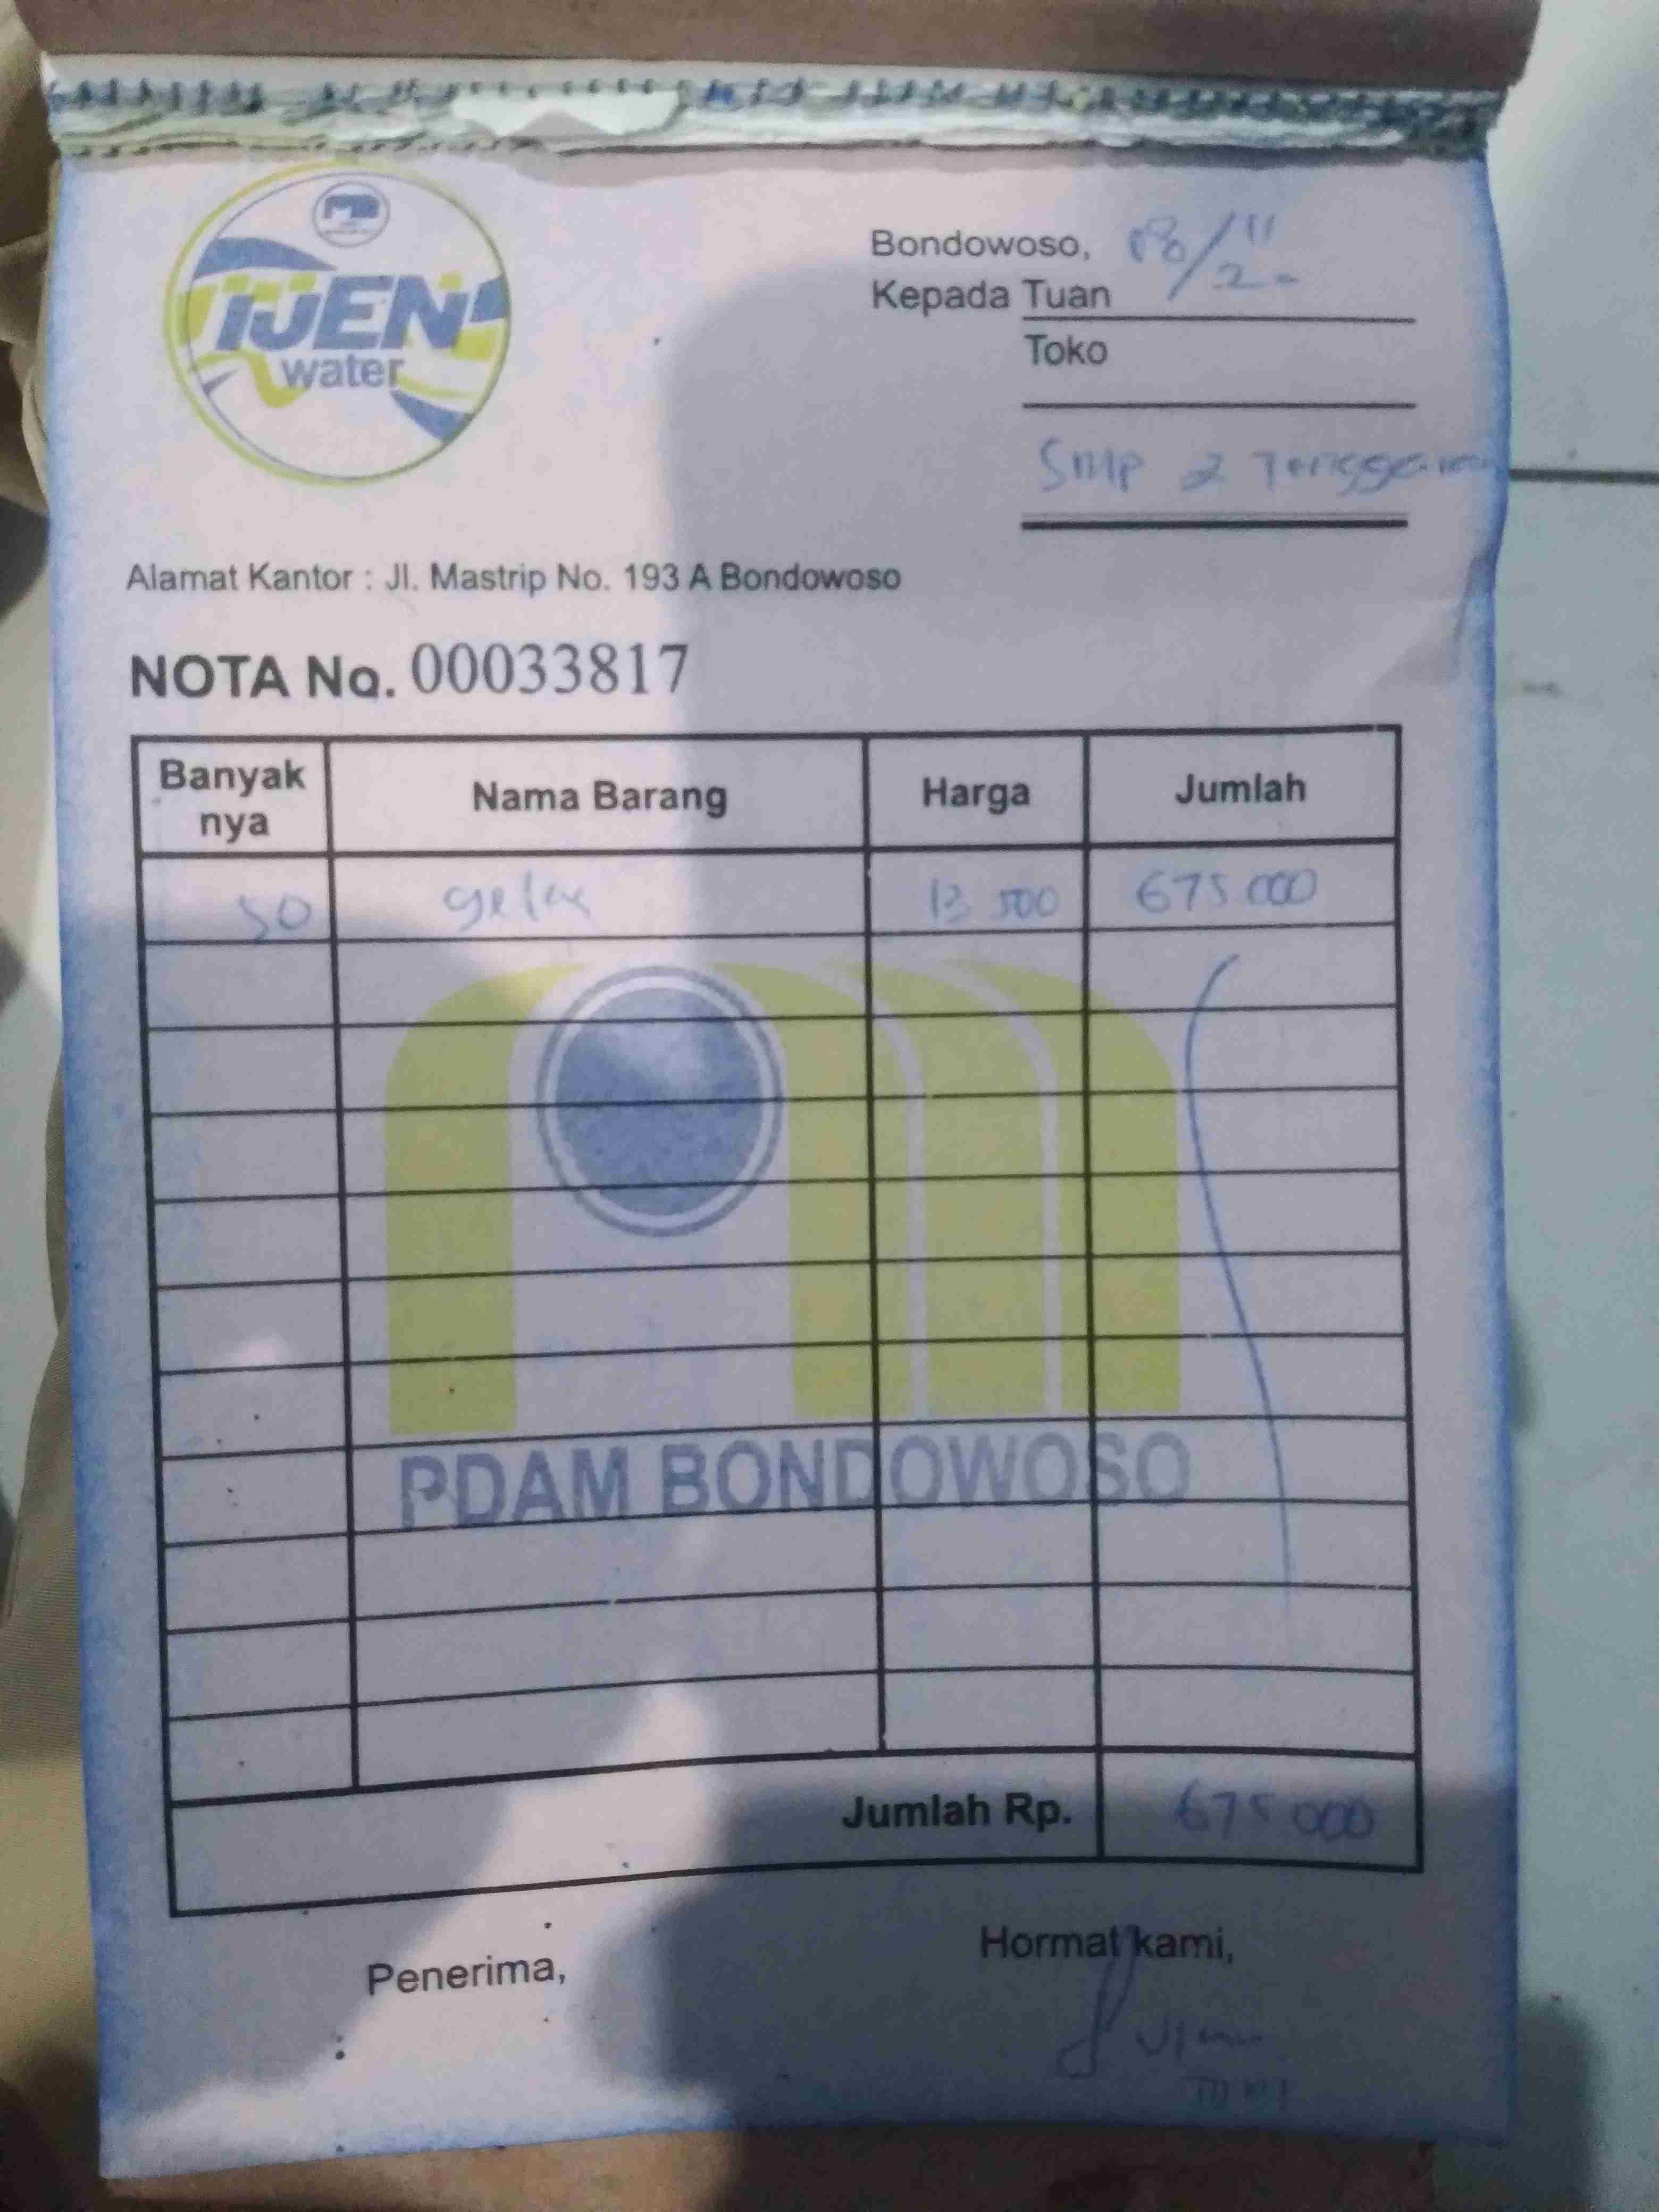 IJEN
water
Bondowoso, 18/11
20
Kepada Tuan
Toko
SMP 2 Tenggarang
Alamat Kantor : Jl. Mastrip No. 193 A Bondowoso
NOTA No. 00033817
Banyak nya Nama Barang Harga Jumlah
50 gelas 13 500 675 000
PDAM BONDOWOSO
Jumlah Rp. 675 000
Penerima, Hormat kami,